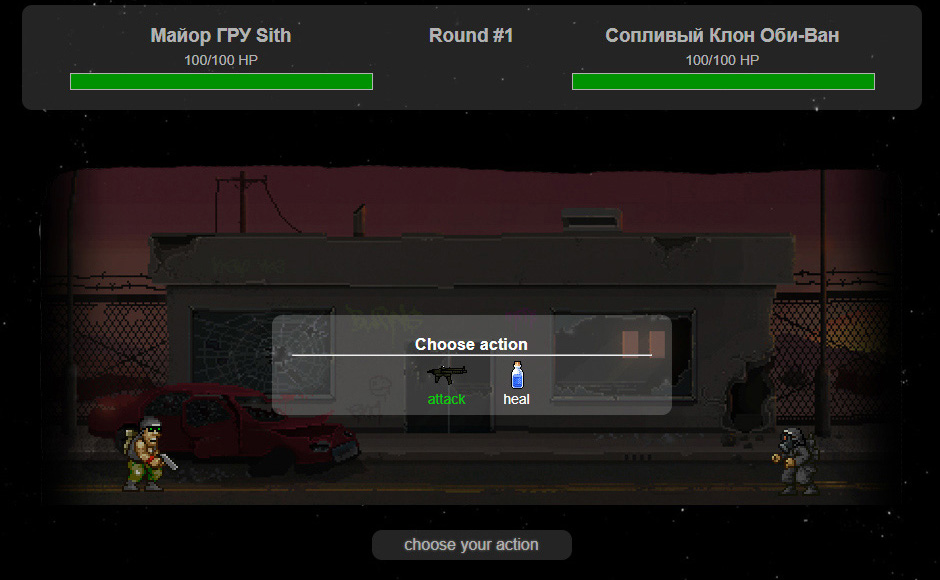 Майор ГРУ Sith
Round #1
Сопливый Клон Оби-Ван
100/100 HP
100/100 HP
Choose action
attack
heal
choose your action